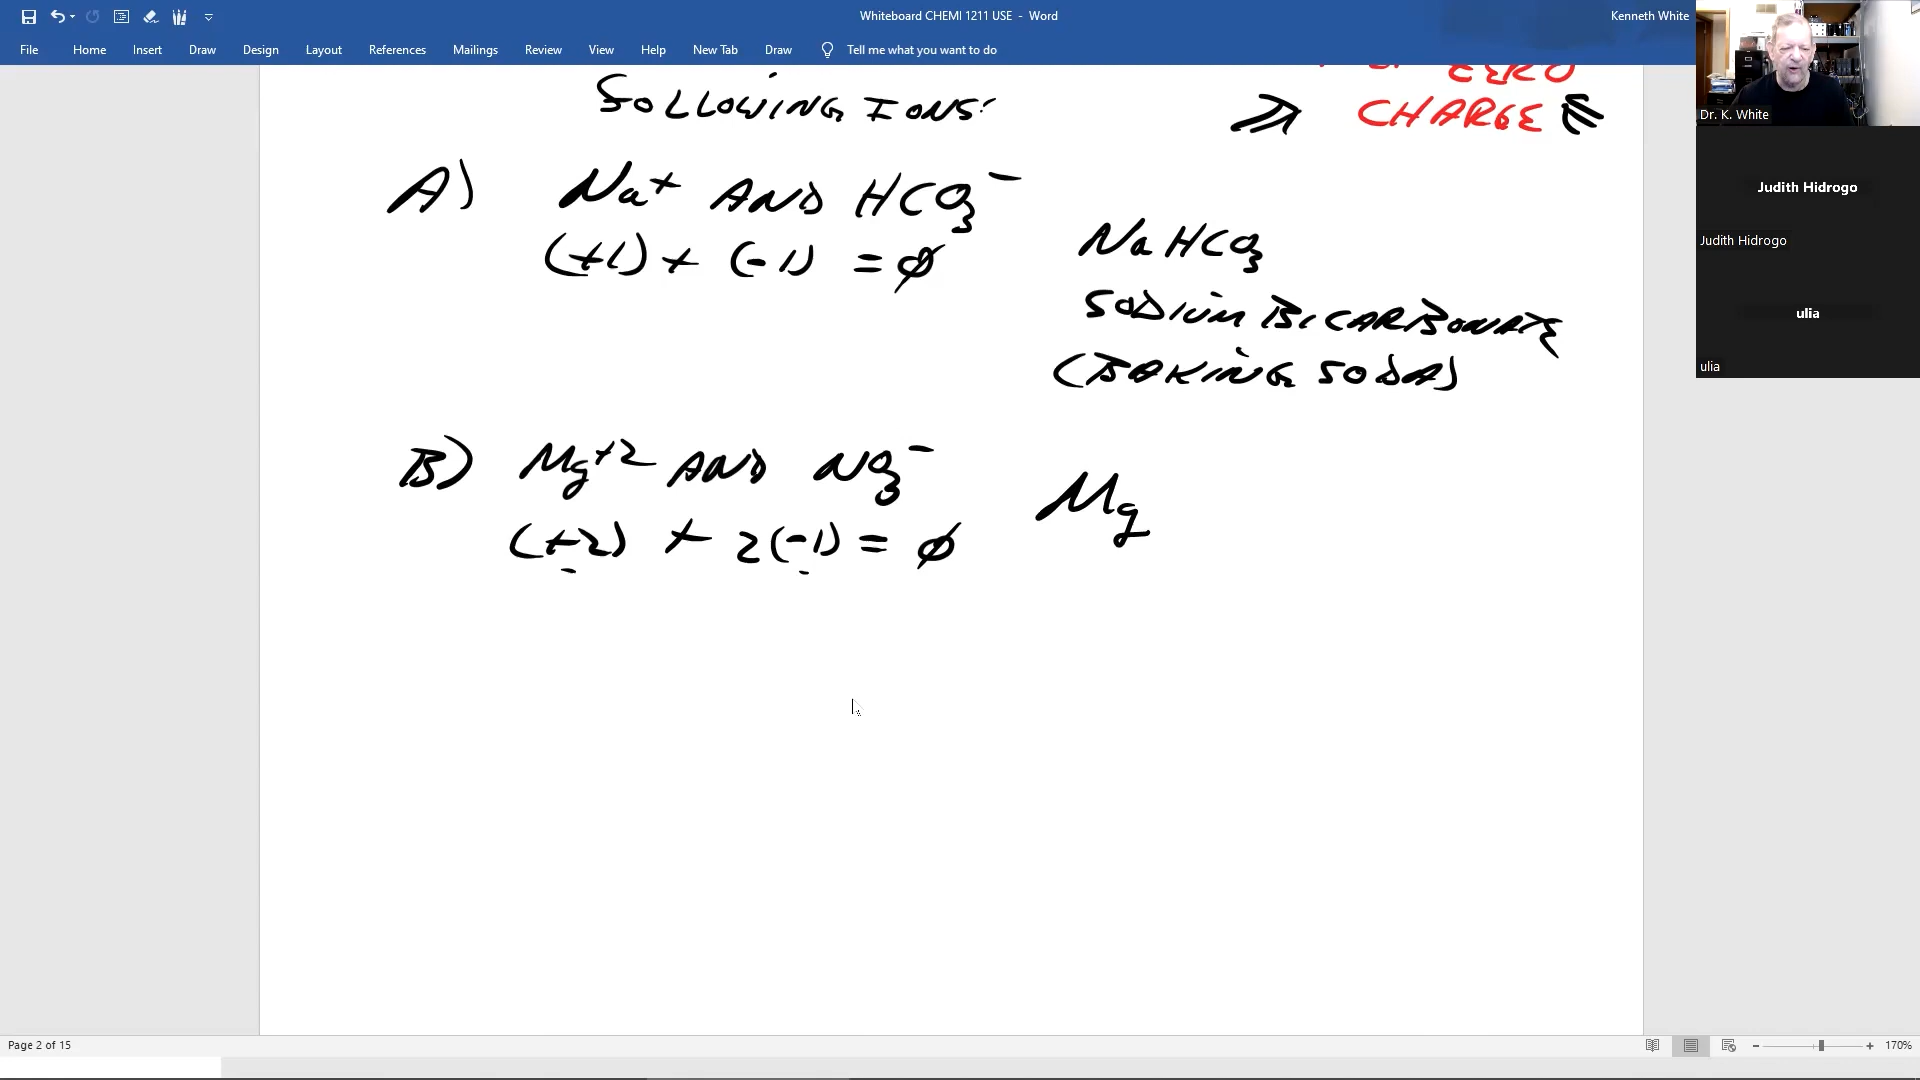 Whiteboard CHEMI 1211 USE - Word
Kenneth White
File Home Insert Draw Design Layout References Mailings Review View Help New Tab Draw Tell me what you want to do
ZERO
FOLLOWING IONS:
CHARGE
Dr. K. White
A) Na+ AND HCO3-
(+1) + (-1) = ∅
Judith Hidrogo
Judith Hidrogo
NaHCO3
SODIUM BICARBONATE
(BAKING SODA)
ulia
ulia
B) Mg+2 AND NO3-
Mg
(+2) + 2(-1) = ∅
Page 2 of 15
170%